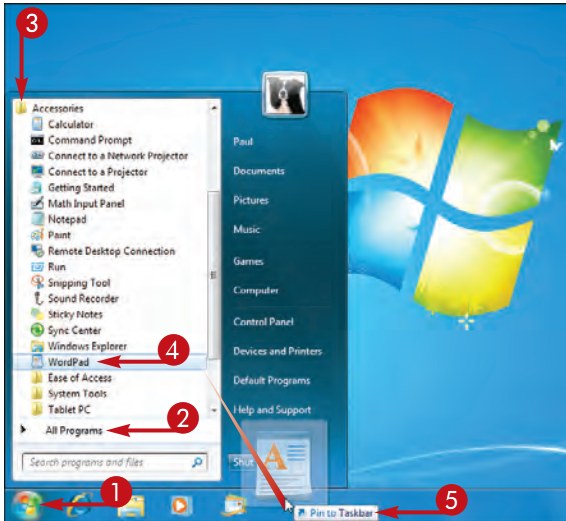 3
Accessories
Calculator
Command Prompt
Connect to a Network Projector
Connect to a Projector
Getting Started
Math Input Panel
Notepad
Paint
Remote Desktop Connection
Run
Snipping Tool
Sound Recorder
Sticky Notes
Sync Center
Windows Explorer
WordPad
4
Ease of Access
System Tools
Tablet PC
All Programs
2
Search programs and files
Paul
Documents
Pictures
Music
Games
Computer
Control Panel
Devices and Printers
Default Programs
Help and Support
Shut
A
1
Pin to Taskbar
5